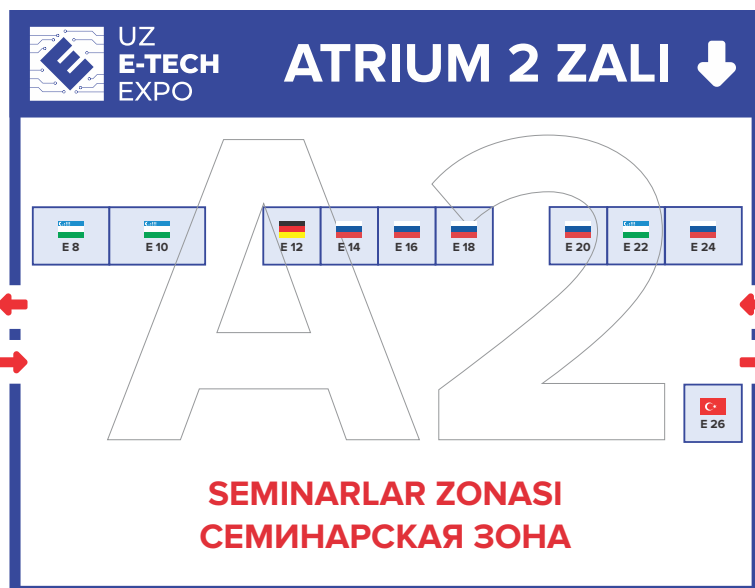 UZ
E-TECH
EXPO
ATRIUM 2 ZALI
A2
E 8
E 10
E 12
E 14
E 16
E 18
E 20
E 22
E 24
E 26
SEMINARLAR ZONASI
СЕМИНАРСКАЯ ЗОНА